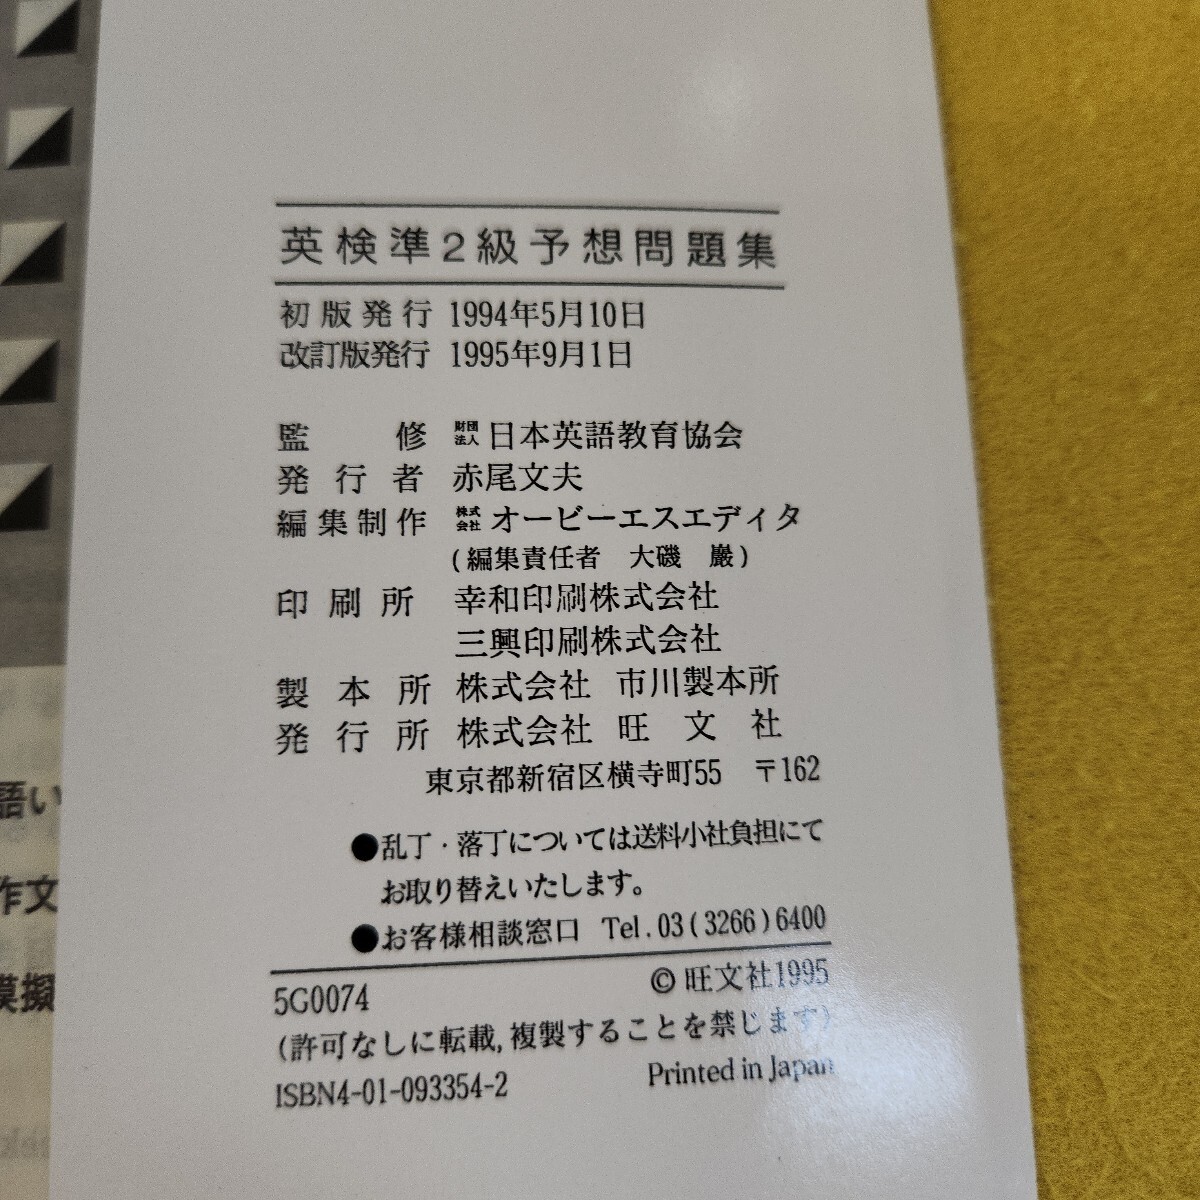 英検準2級予想問題集
初版発行 1994年5月10日
改訂版発行 1995年9月1日
監修 財団法人 日本英語教育協会
発行者 赤尾文夫
編集制作 株式会社 オービーエスエディタ
(編集責任者 大磯 巖)
印刷所 幸和印刷株式会社
三興印刷株式会社
製本所 株式会社 市川製本所
発行所 株式会社 旺文社
東京都新宿区横寺町55 〒162
●乱丁・落丁については送料小社負担にて
お取り替えいたします。
●お客様相談窓口 Tel.03(3266)6400
5G0074 © 旺文社1995
(許可なしに転載,複製することを禁じます)
ISBN4-01-093354-2 Printed in Japan
語い
作文
模擬